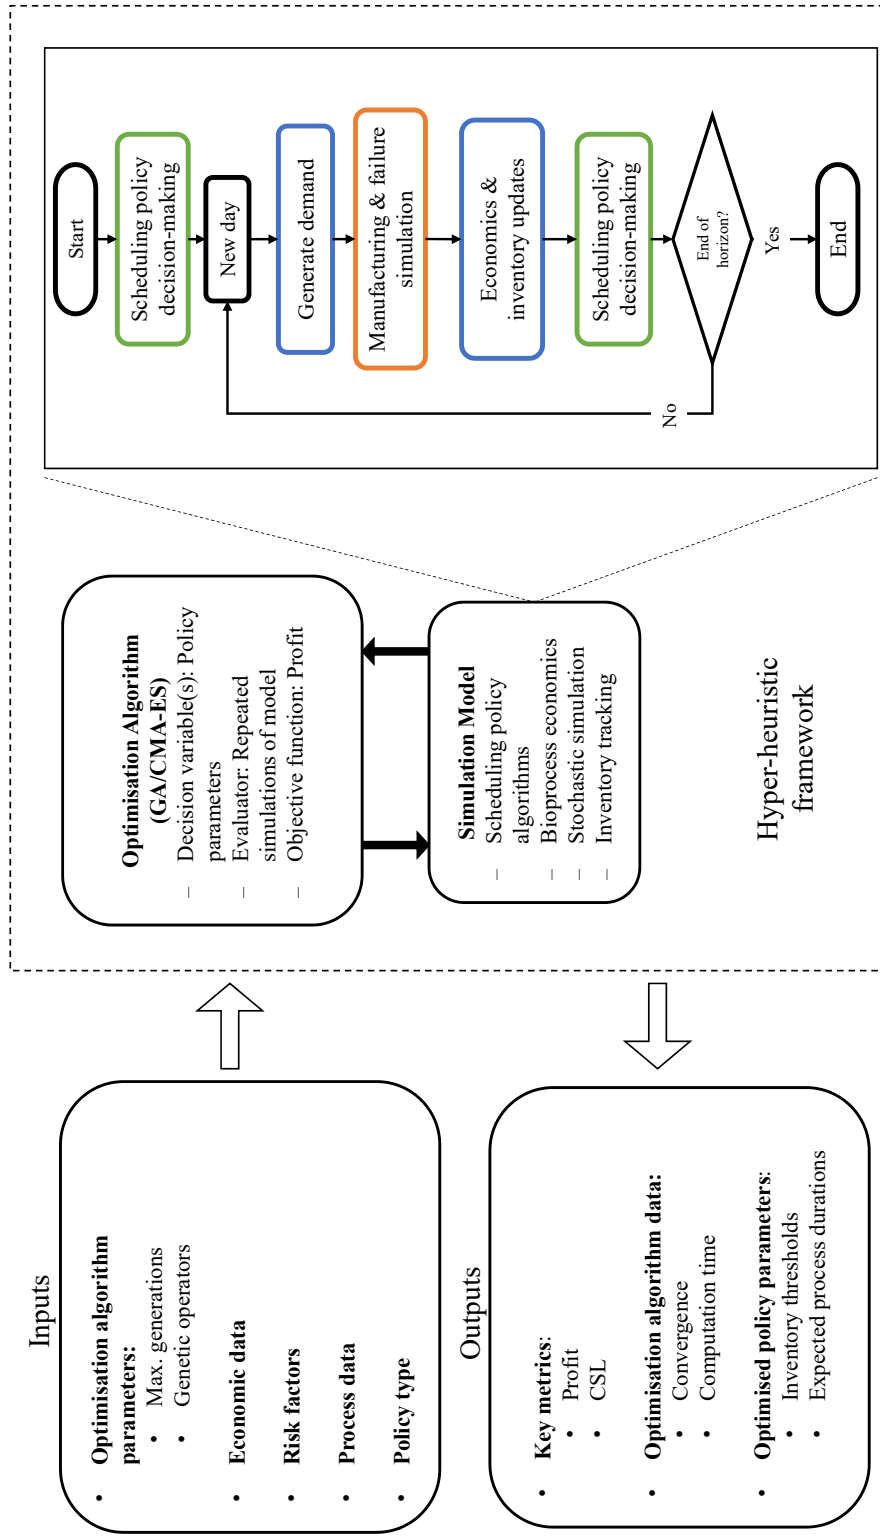 Inputs
• Optimisation algorithm
parameters:
• Max. generations
• Genetic operators
• Economic data
• Risk factors
• Process data
• Policy type
Outputs
• Key metrics:
• Profit
• CSL
• Optimisation algorithm data:
• Convergence
• Computation time
• Optimised policy parameters:
• Inventory thresholds
• Expected process durations
Optimisation Algorithm
(GA/CMA-ES)
– Decision variable(s): Policy
parameters
– Evaluator: Repeated
simulations of model
– Objective function: Profit
Simulation Model
– Scheduling policy
algorithms
– Bioprocess economics
– Stochastic simulation
– Inventory tracking
Hyper-heuristic
framework
Start
Scheduling policy
decision-making
New day
Generate demand
Manufacturing & failure
simulation
Economics &
inventory updates
Scheduling policy
decision-making
End of
horizon?
No
Yes
End